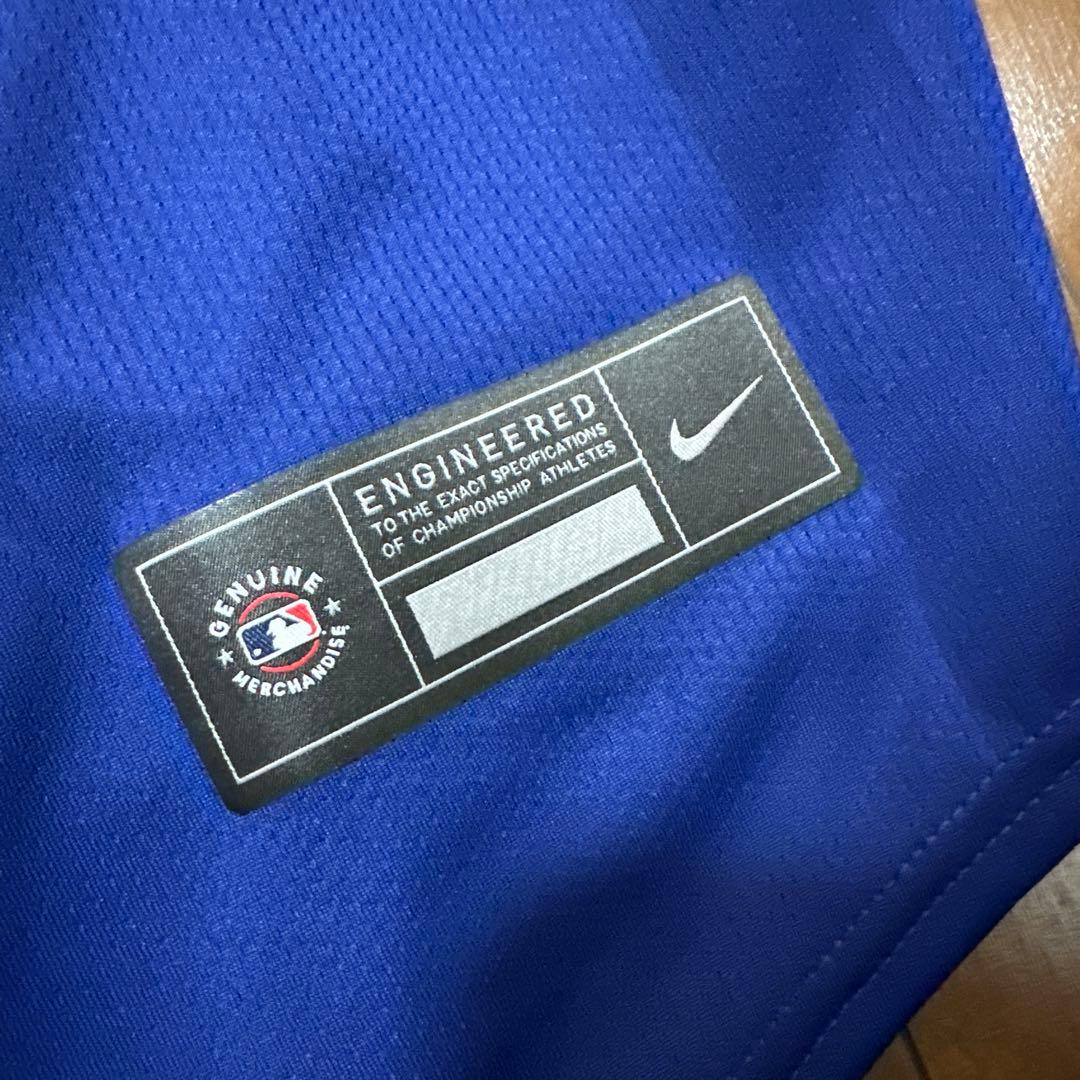 GENUINE
MERCHANDISE
ENGINEERED
TO THE EXACT SPECIFICATIONS
OF CHAMPIONSHIP ATHLETES